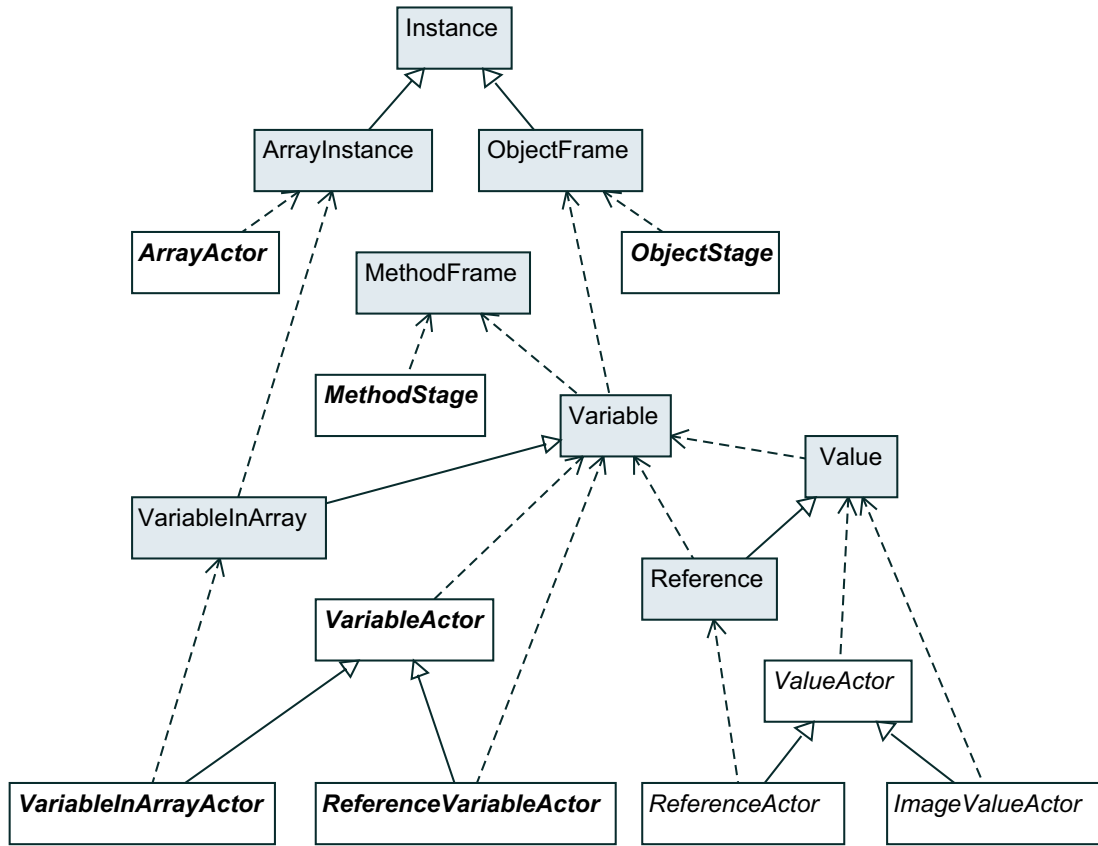 Instance
ArrayInstance
ObjectFrame
ArrayActor
ObjectStage
MethodFrame
MethodStage
Variable
Value
VariableInArray
Reference
VariableActor
ValueActor
VariableInArrayActor
ReferenceVariableActor
ReferenceActor
ImageValueActor